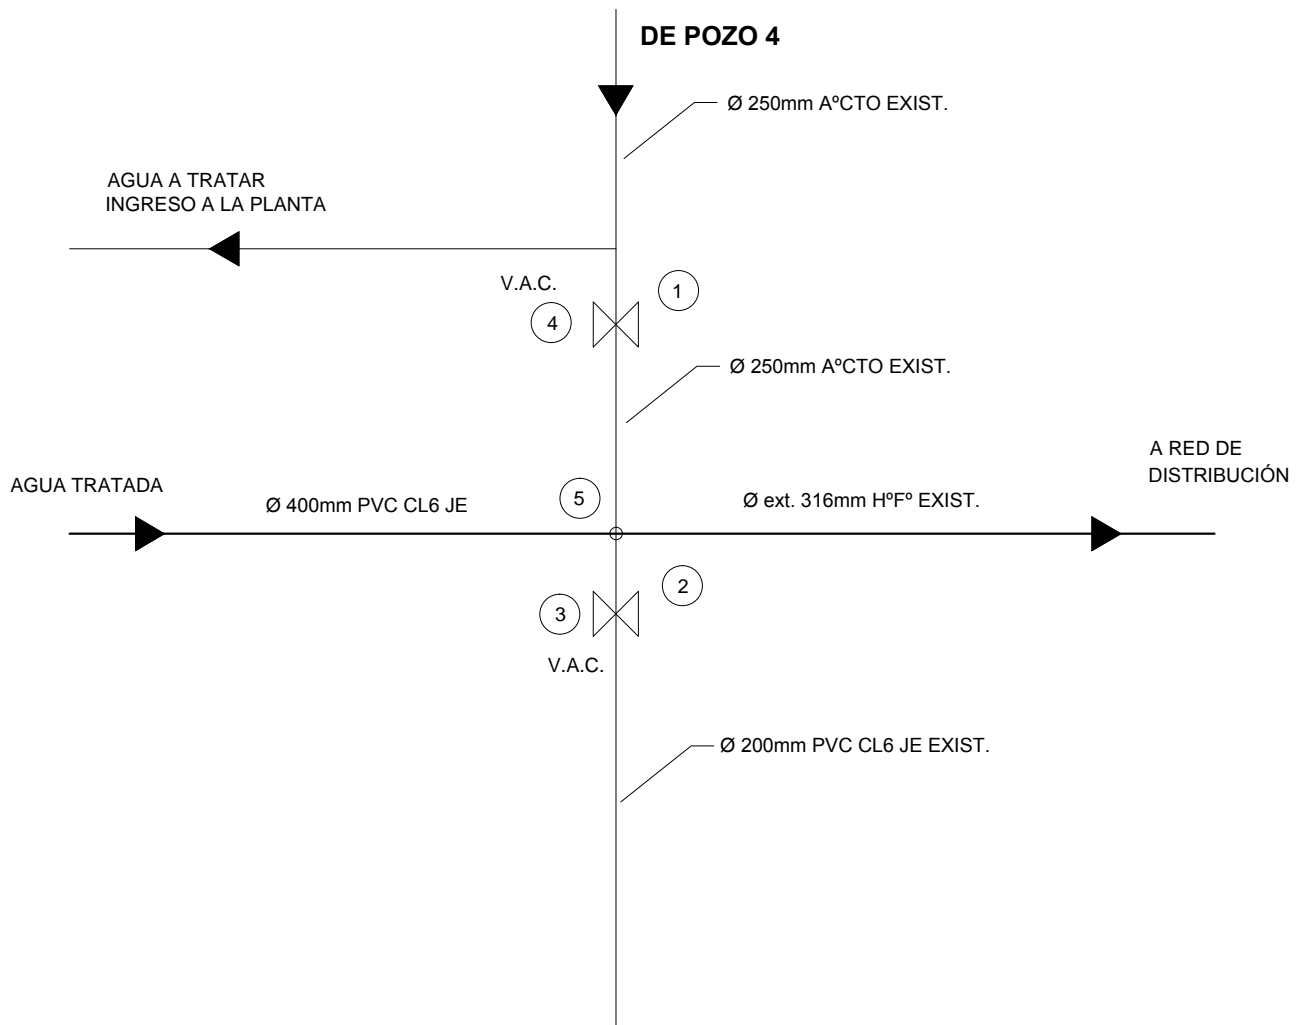 DE POZO 4
Ø 250mm AºCTO EXIST.
AGUA A TRATAR
INGRESO A LA PLANTA
V.A.C.
1
4
Ø 250mm AºCTO EXIST.
A RED DE
DISTRIBUCIÓN
AGUA TRATADA
Ø 400mm PVC CL6 JE
5
Ø ext. 316mm HºFº EXIST.
2
3
V.A.C.
Ø 200mm PVC CL6 JE EXIST.